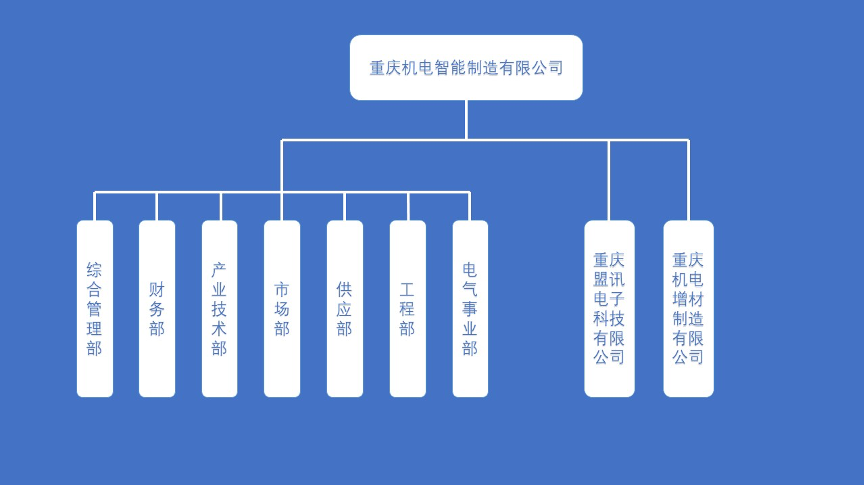 重庆机电智能制造有限公司
综合管理部
财务部
产业技术部
市场部
供应部
工程部
电气事业部
重庆
盟讯
电子
科技
有限
公司
重庆
机电
增材
制造
有限
公司